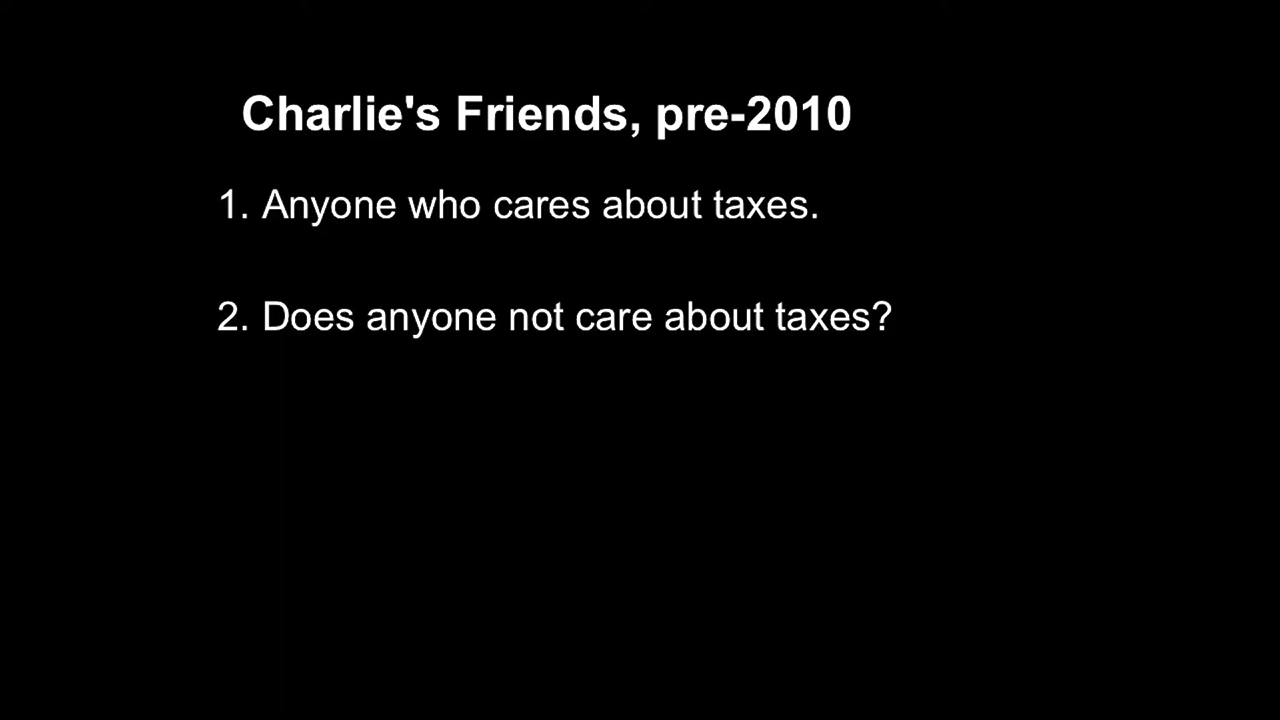 Charlie's Friends, pre-2010
1. Anyone who cares about taxes.
2. Does anyone not care about taxes?